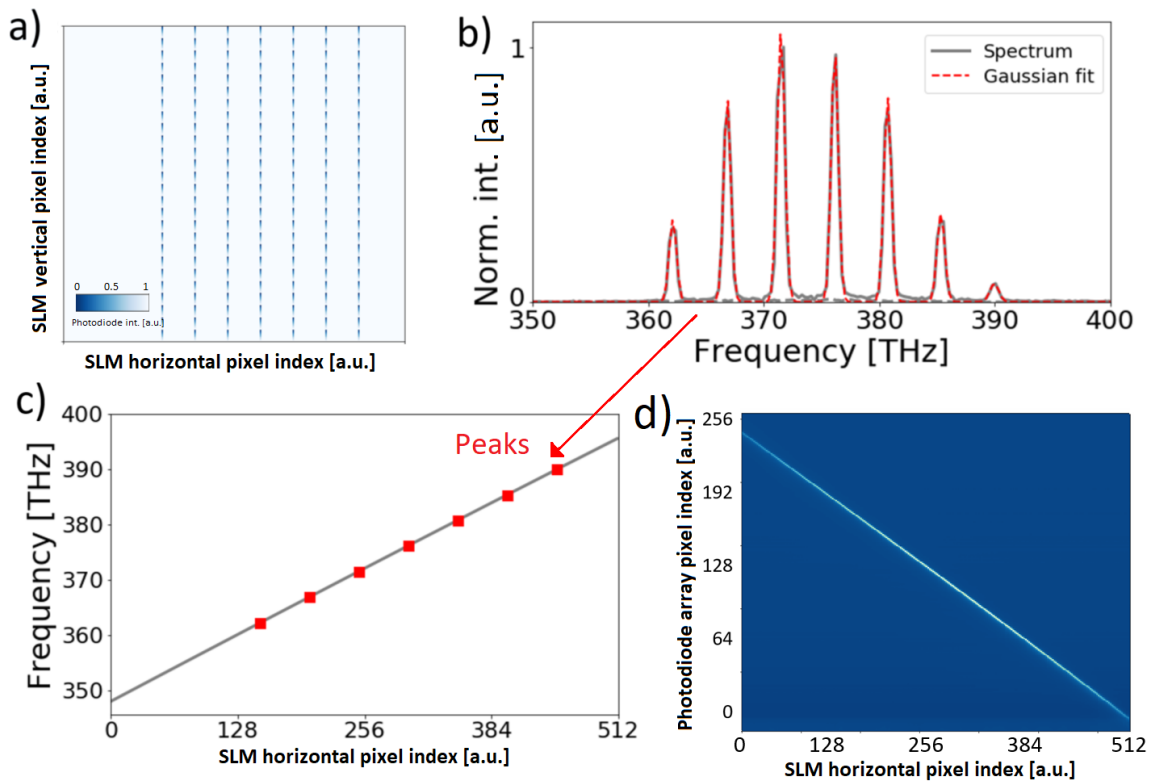 a)
SLM vertical pixel index [a.u.]
0 0.5 1
Photodiode int. [a.u.]
SLM horizontal pixel index [a.u.]
b)
Norm. int. [a.u.]
1
0
Spectrum
Gaussian fit
350 360 370 380 390 400
Frequency [THz]
c)
Frequency [THz]
400
390
380
370
360
350
Peaks
0 128 256 384 512
SLM horizontal pixel index [a.u.]
d)
Photodiode array pixel index [a.u.]
256
192
128
64
0
0 128 256 384 512
SLM horizontal pixel index [a.u.]